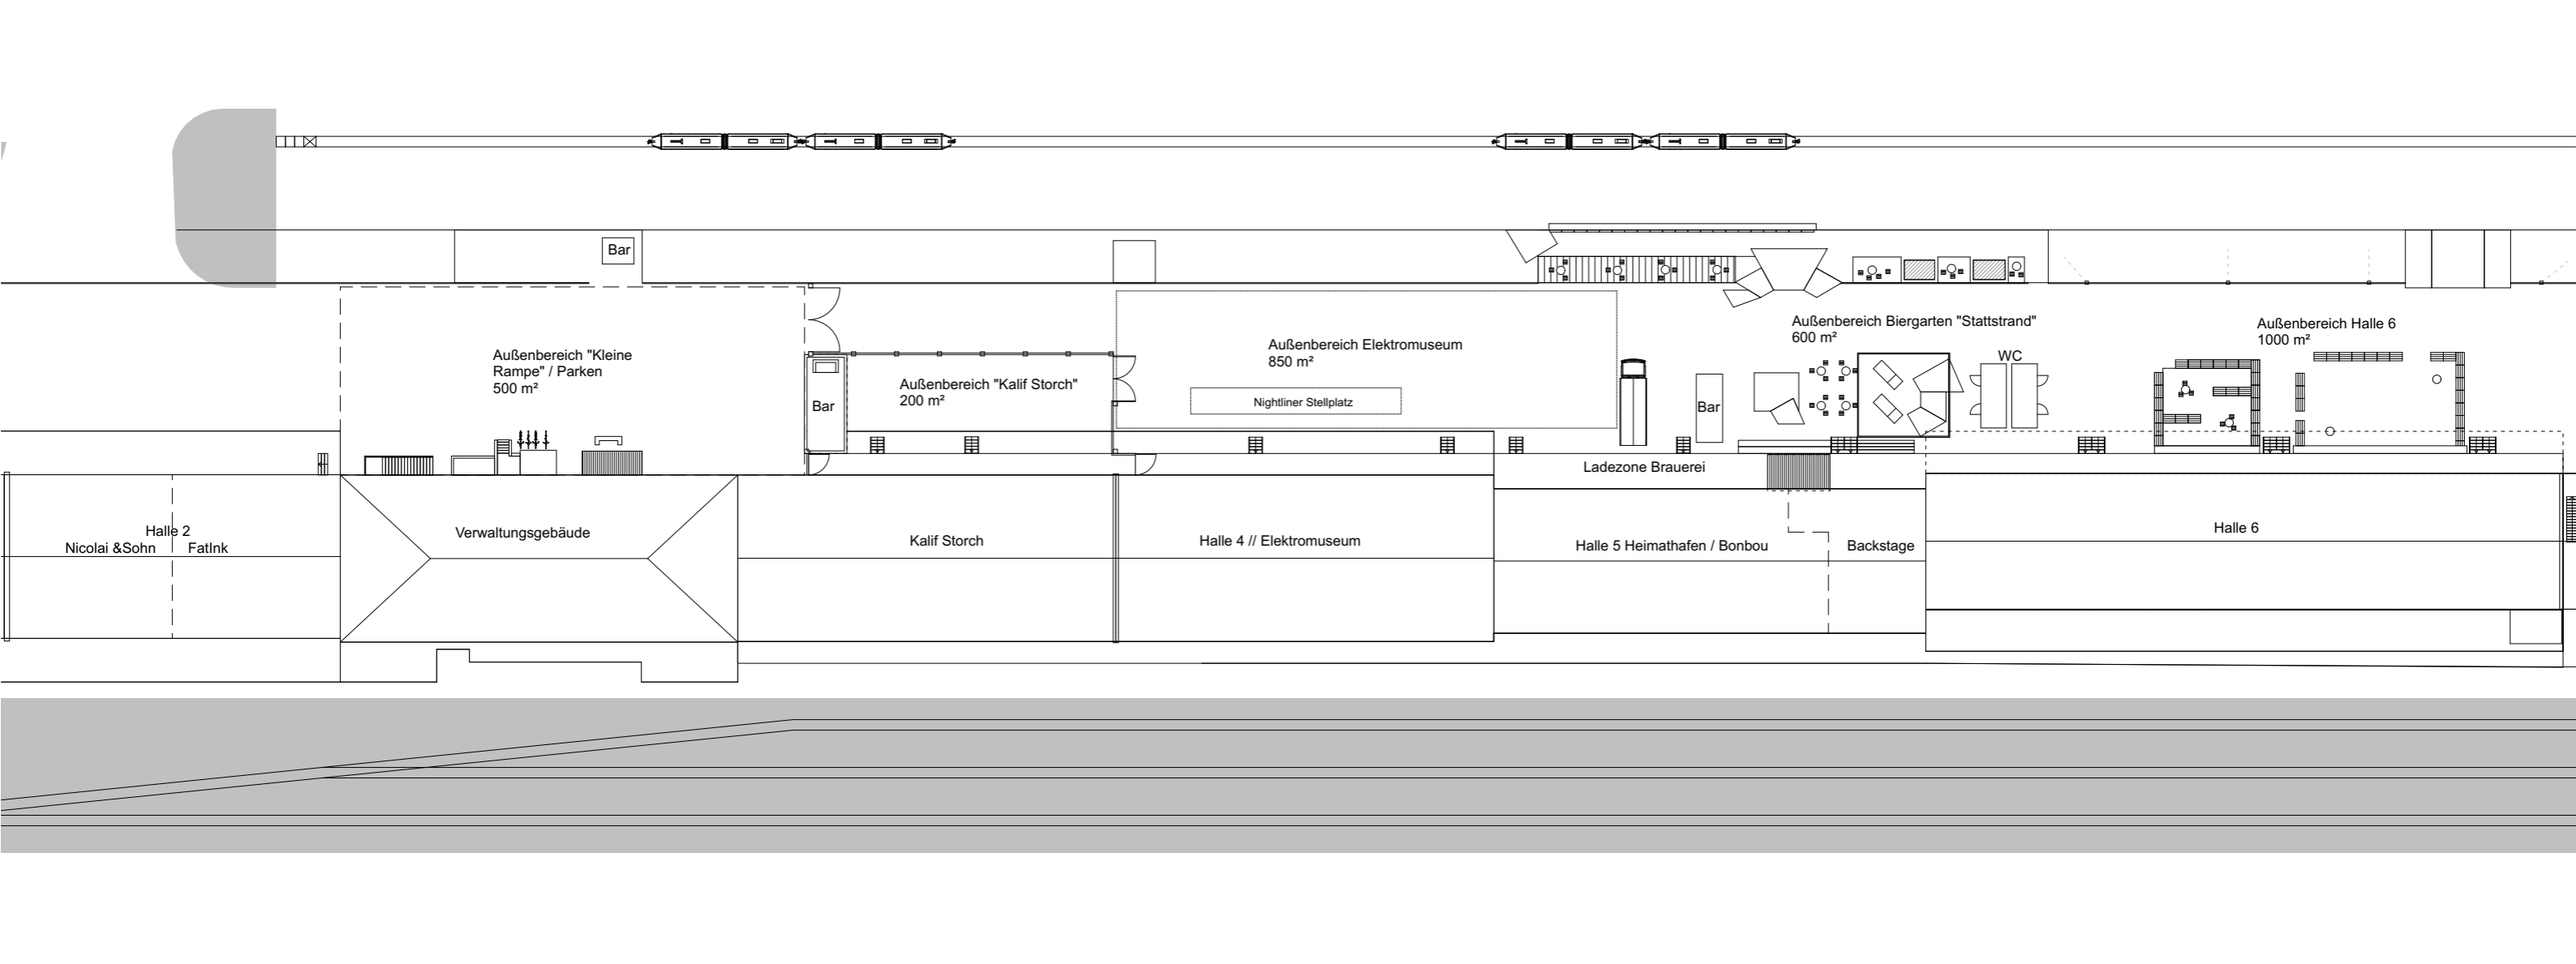 Bar
Außenbereich "Kleine
Rampe" / Parken
500 m²
Bar
Außenbereich "Kalif Storch"
200 m²
Außenbereich Elektromuseum
850 m²
Nightliner Stellplatz
Bar
Außenbereich Biergarten "Stattstrand"
600 m²
WC
Außenbereich Halle 6
1000 m²
Ladezone Brauerei
Halle 2
Nicolai &Sohn FatInk
Verwaltungsgebäude
Kalif Storch
Halle 4 // Elektromuseum
Halle 5 Heimathafen / Bonbou
Backstage
Halle 6